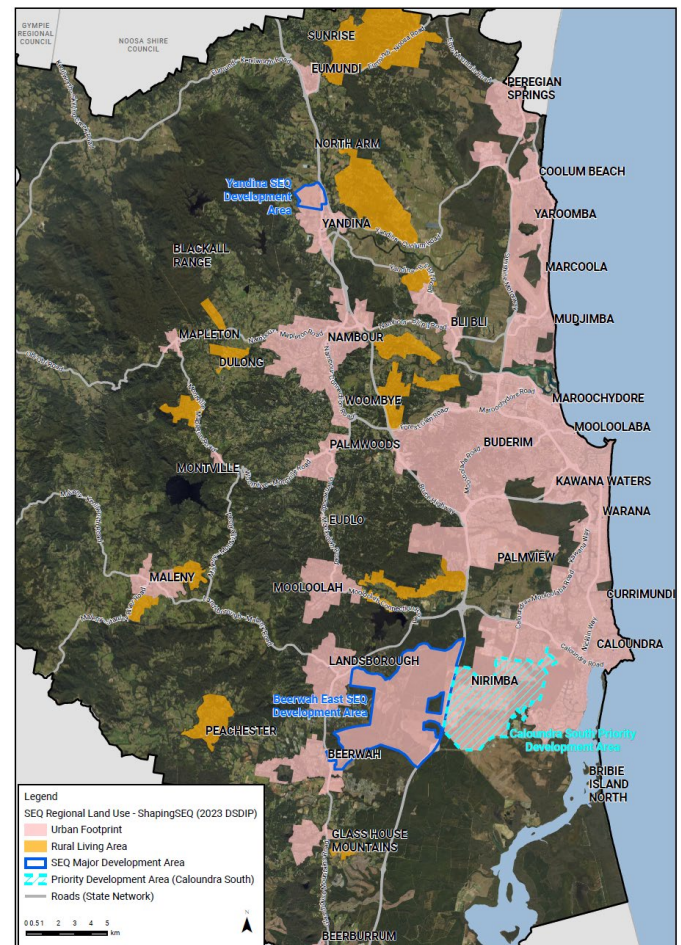 GYMPIE
REGIONAL
COUNCIL
NOOSA SHIRE
COUNCIL
SUNRISE
EUMUNDI
PEREGIAN
SPRINGS
NORTH ARM
COOLUM BEACH
Yandina SEQ
Development
Area
YANDINA
YAROOMBA
BLACKALL
RANGE
MARCOOLA
BLI BLI
MUDJIMBA
MAPLETON
NAMBOUR
DULONG
WOOMBYE
MAROOCHYDORE
Maroochydore Road
MOOLOOLABA
PALMWOODS
BUDERIM
MONTVILLE
KAWANA WATERS
WARANA
EUDLO
PALMVIEW
MALENY
MOOLOOLAH
CURRIMUNDI
CALOUNDRA
Caloundra Road
LANDSBOROUGH
NIRIMBA
Beerwah East SEQ
Development Area
PEACHESTER
Caloundra South Priority
Development Area
BEERWAH
BRIBIE
ISLAND
NORTH
GLASS HOUSE
MOUNTAINS
BEERBURRUM
Legend
SEQ Regional Land Use - ShapingSEQ (2023 DSDIP)
Urban Footprint
Rural Living Area
SEQ Major Development Area
Priority Development Area (Caloundra South)
Roads (State Network)
0 0.5 1 2 3 4 5
km
N